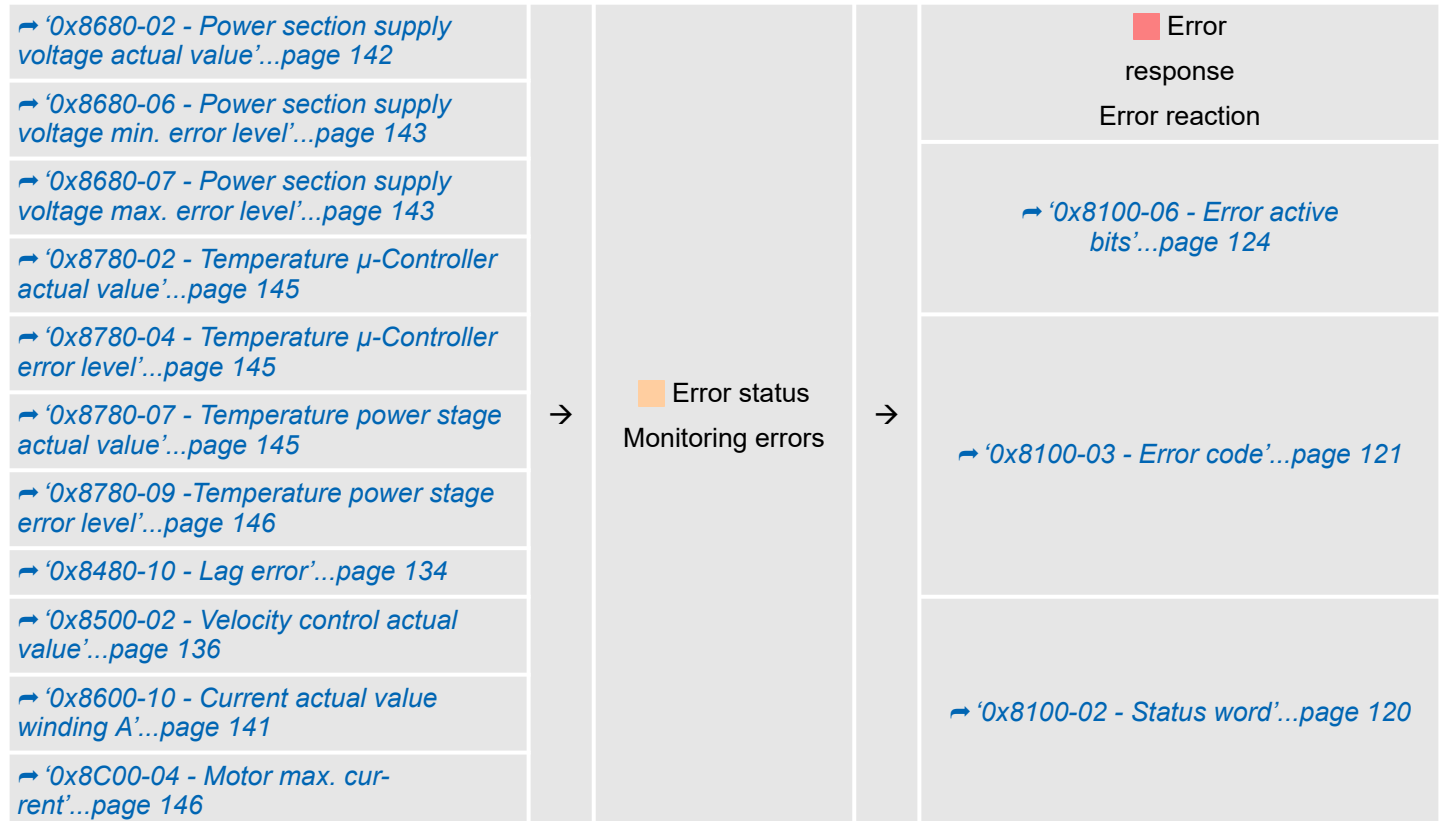 ➦ ‘0x8680-02 - Power section supply
voltage actual value’...page 142
➦ ‘0x8680-06 - Power section supply
voltage min. error level’...page 143
➦ ‘0x8680-07 - Power section supply
voltage max. error level’...page 143
➦ ‘0x8780-02 - Temperature μ-Controller
actual value’...page 145
➦ ‘0x8780-04 - Temperature μ-Controller
error level’...page 145
➦ ‘0x8780-07 - Temperature power stage
actual value’...page 145
➦ ‘0x8780-09 -Temperature power stage
error level’...page 146
➦ ‘0x8480-10 - Lag error’...page 134
➦ ‘0x8500-02 - Velocity control actual
value’...page 136
➦ ‘0x8600-10 - Current actual value
winding A’...page 141
➦ ‘0x8C00-04 - Motor max. cur-
rent’...page 146
→
Error status
Monitoring errors
→
Error
response
Error reaction
➦ ‘0x8100-06 - Error active
bits’...page 124
➦ ‘0x8100-03 - Error code’...page 121
➦ ‘0x8100-02 - Status word’...page 120